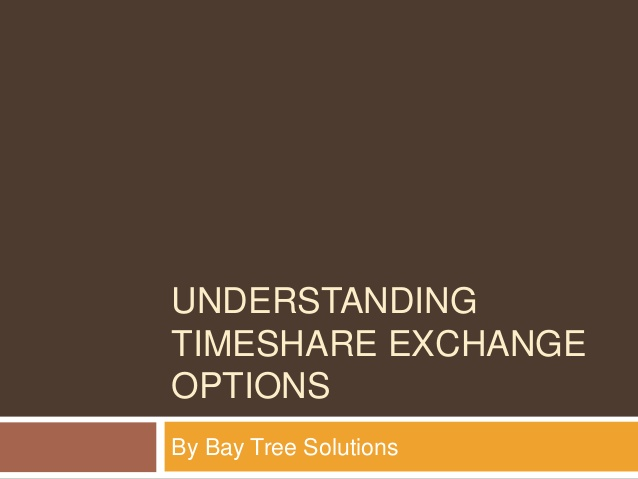 UNDERSTANDING
TIMESHARE EXCHANGE
OPTIONS
By Bay Tree Solutions